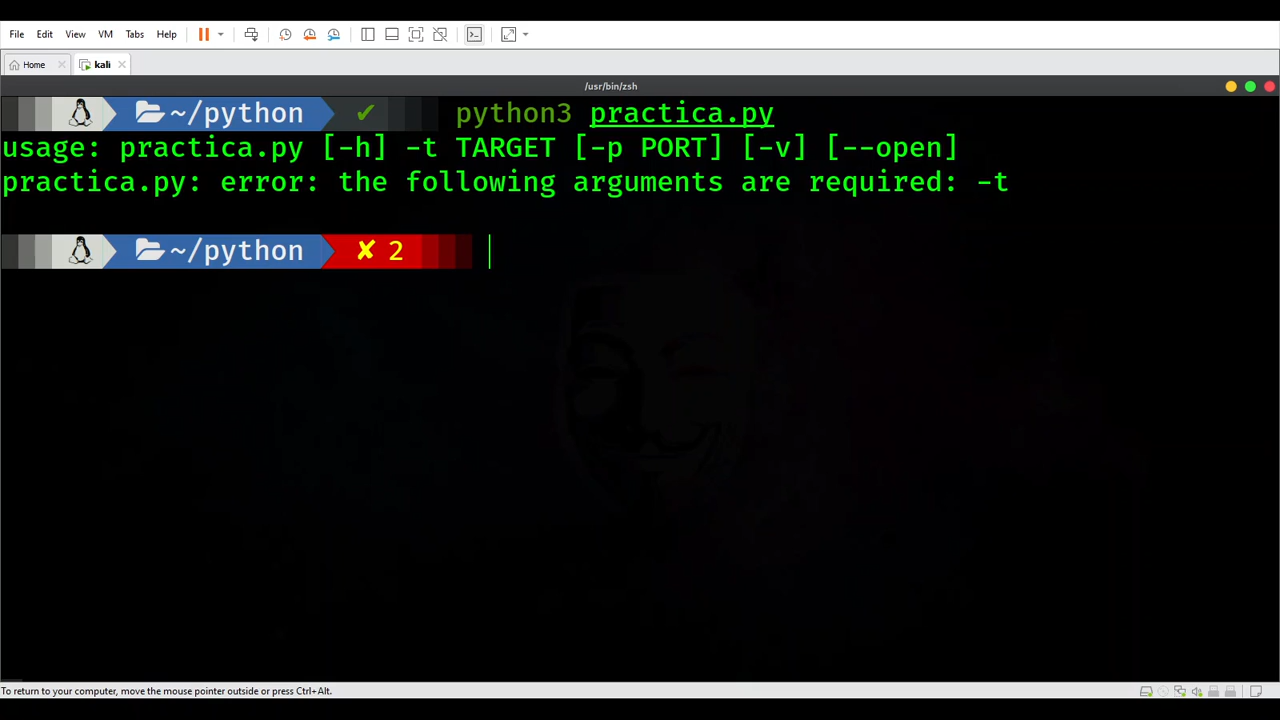 File Edit View VM Tabs Help
Home kali
/usr/bin/zsh
~/python ✔ python3 practica.py
usage: practica.py [-h] -t TARGET [-p PORT] [-v] [--open]
practica.py: error: the following arguments are required: -t
~/python ✘ 2
To return to your computer, move the mouse pointer outside or press Ctrl+Alt.